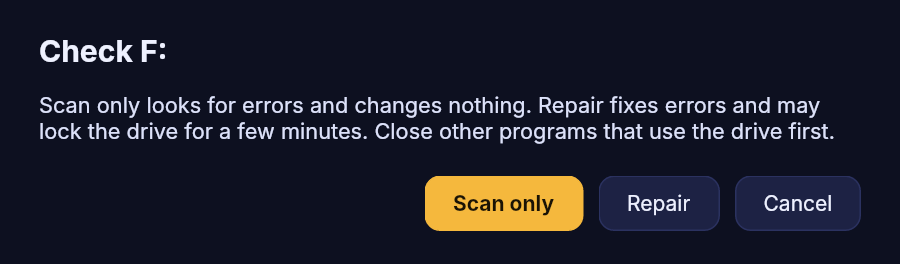 Check F:
Scan only looks for errors and changes nothing. Repair fixes errors and may
lock the drive for a few minutes. Close other programs that use the drive first.
Scan only
Repair
Cancel